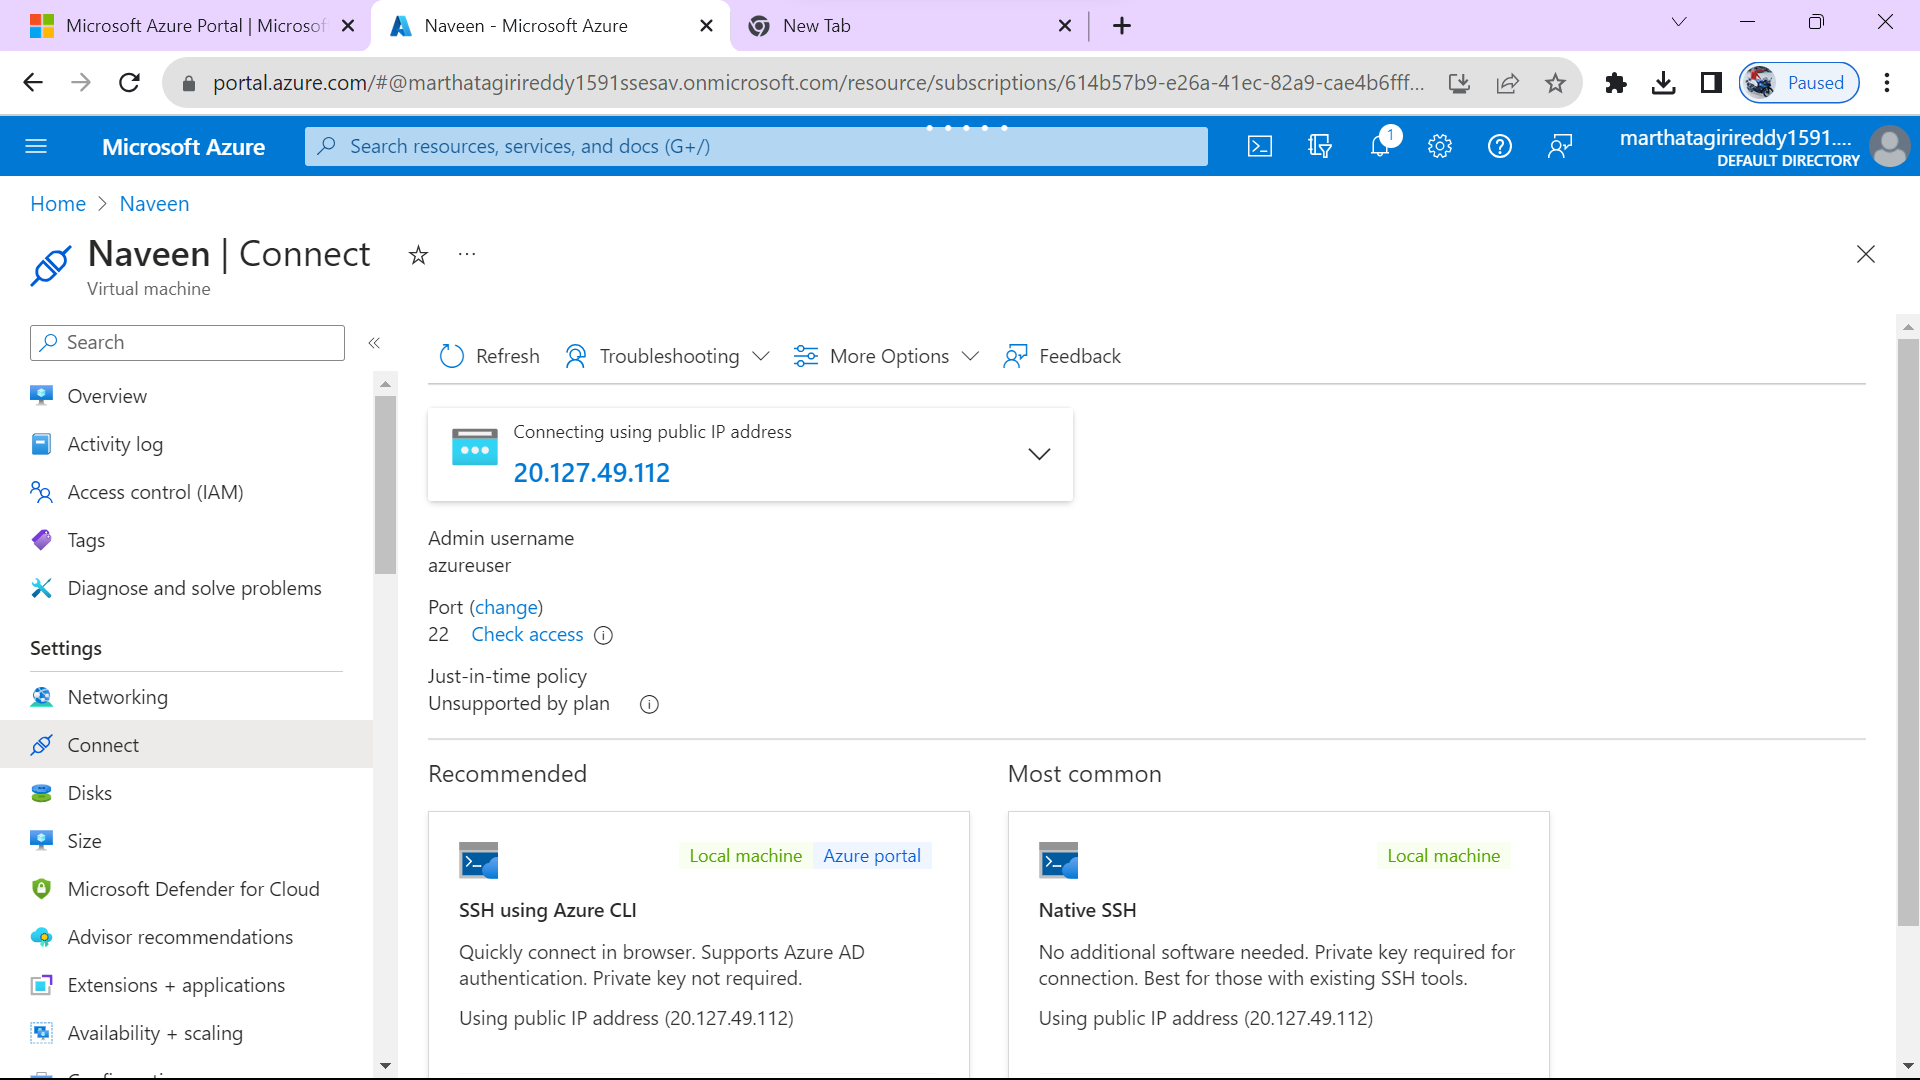 Microsoft Azure Portal | Microsof
Naveen - Microsoft Azure
New Tab
portal.azure.com/#@marthatagirireddy1591ssesav.onmicrosoft.com/resource/subscriptions/614b57b9-e26a-41ec-82a9-cae4b6fff...
Paused
Microsoft Azure
Search resources, services, and docs (G+/)
1
marthatagirireddy1591....
DEFAULT DIRECTORY
Home > Naveen
Naveen | Connect
Virtual machine
Search
Overview
Activity log
Access control (IAM)
Tags
Diagnose and solve problems
Settings
Networking
Connect
Disks
Size
Microsoft Defender for Cloud
Advisor recommendations
Extensions + applications
Availability + scaling
Refresh
Troubleshooting
More Options
Feedback
Connecting using public IP address
20.127.49.112
Admin username
azureuser
Port (change)
22 Check access
Just-in-time policy
Unsupported by plan
Recommended
Local machine
Azure portal
SSH using Azure CLI
Quickly connect in browser. Supports Azure AD
authentication. Private key not required.
Using public IP address (20.127.49.112)
Most common
Local machine
Native SSH
No additional software needed. Private key required for
connection. Best for those with existing SSH tools.
Using public IP address (20.127.49.112)